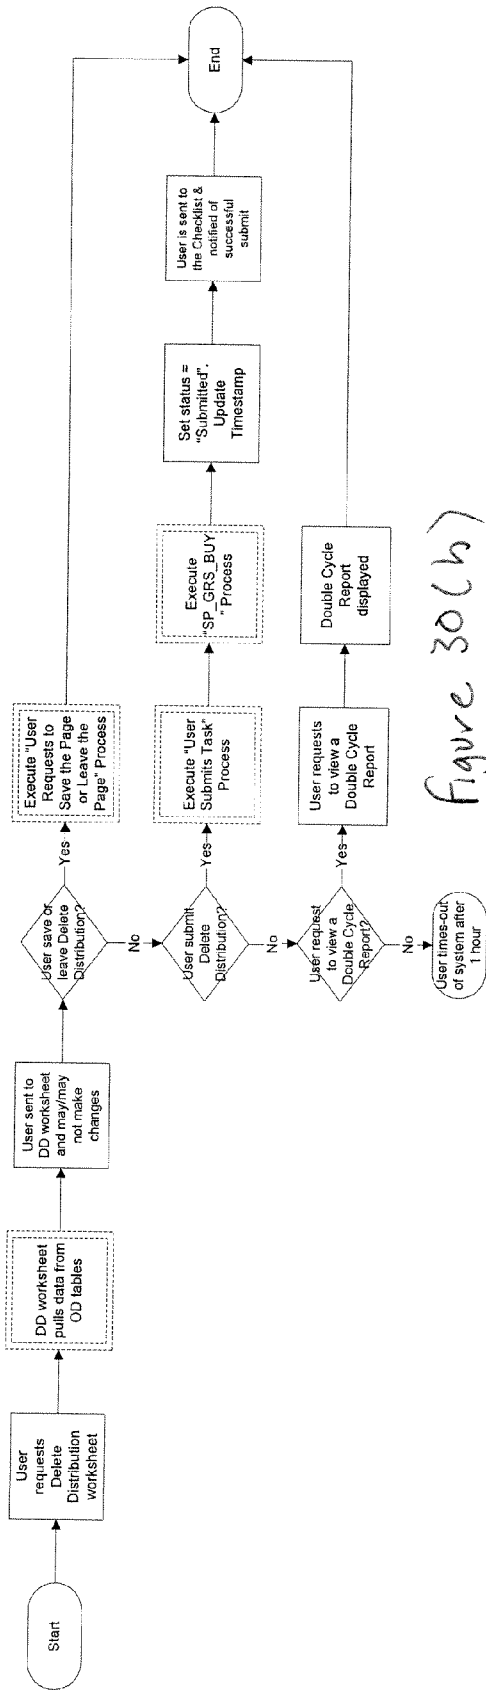 Start
User
requests
Delete
Distribution
worksheet
DD worksheet
pulls data from
OD tables
User sent to
DD worksheet
and may/may
not make
changes
User save or
leave Delete
Distribution?
Yes
Execute "User
Requests to
Save the Page
or Leave the
Page" Process
No
User submit
Delete
Distribution?
Yes
Execute "User
Submits Task"
Process
Execute
"SP_GRS_BUY
" Process
Set status =
"Submitted".
Update
Timestamp
User is sent to
the Checklist &
notified of
successful
submit
End
No
User request
to view a
Double Cycle
Report?
Yes
User requests
to view a
Double Cycle
Report
Double Cycle
Report
displayed
No
User times-out
of system after
1 hour
Figure 30(b)